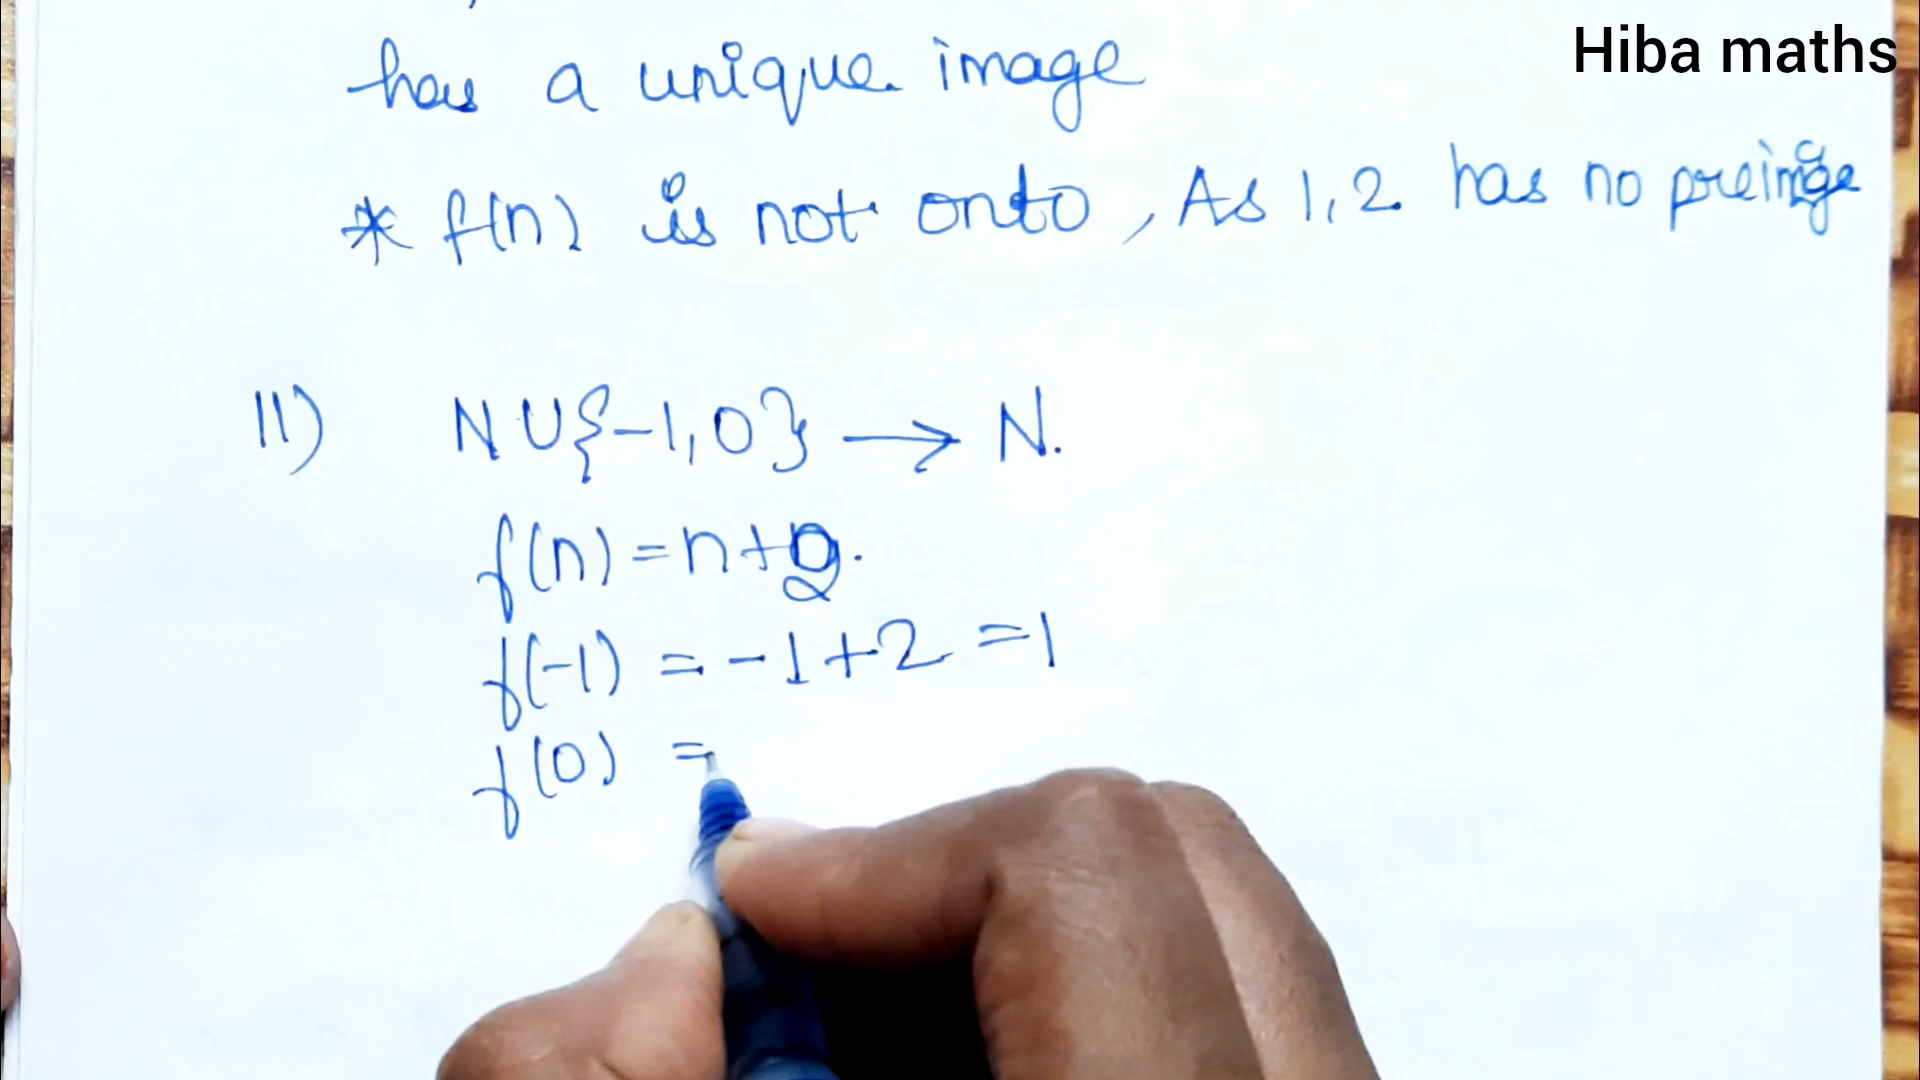 Hiba maths
has a unique image
* f(n) is not onto, As 1,2 has no preimge
II) N U {-1,0} → N.
f(n) = n+2.
f(-1) = -1+2 = 1
f(0) =